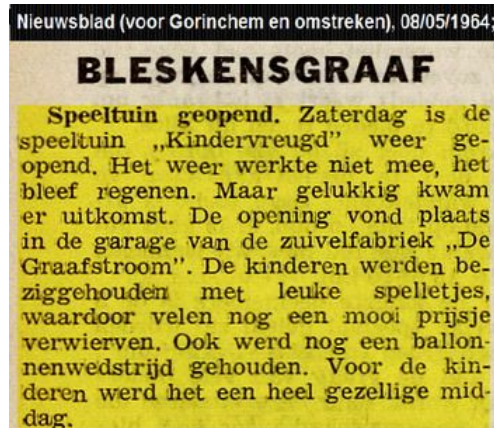 Nieuwsblad (voor Gorinchem en omstreken), 08/05/1964;
BLESKENSGRAAF
Speeltuin geopend. Zaterdag is de
speeltuin „Kindervreugd” weer ge-
opend. Het weer werkte niet mee, het
bleef regenen. Maar gelukkig kwam
er uitkomst. De opening vond plaats
in de garage van de zuivelfabriek „De
Graafstroom”. De kinderen werden be-
ziggehouden met leuke spelletjes,
waardoor velen nog een mooi prijsje
verwierven. Ook werd nog een ballon-
nenwedstrijd gehouden. Voor de kin-
deren werd het een heel gezellige mid-
dag.